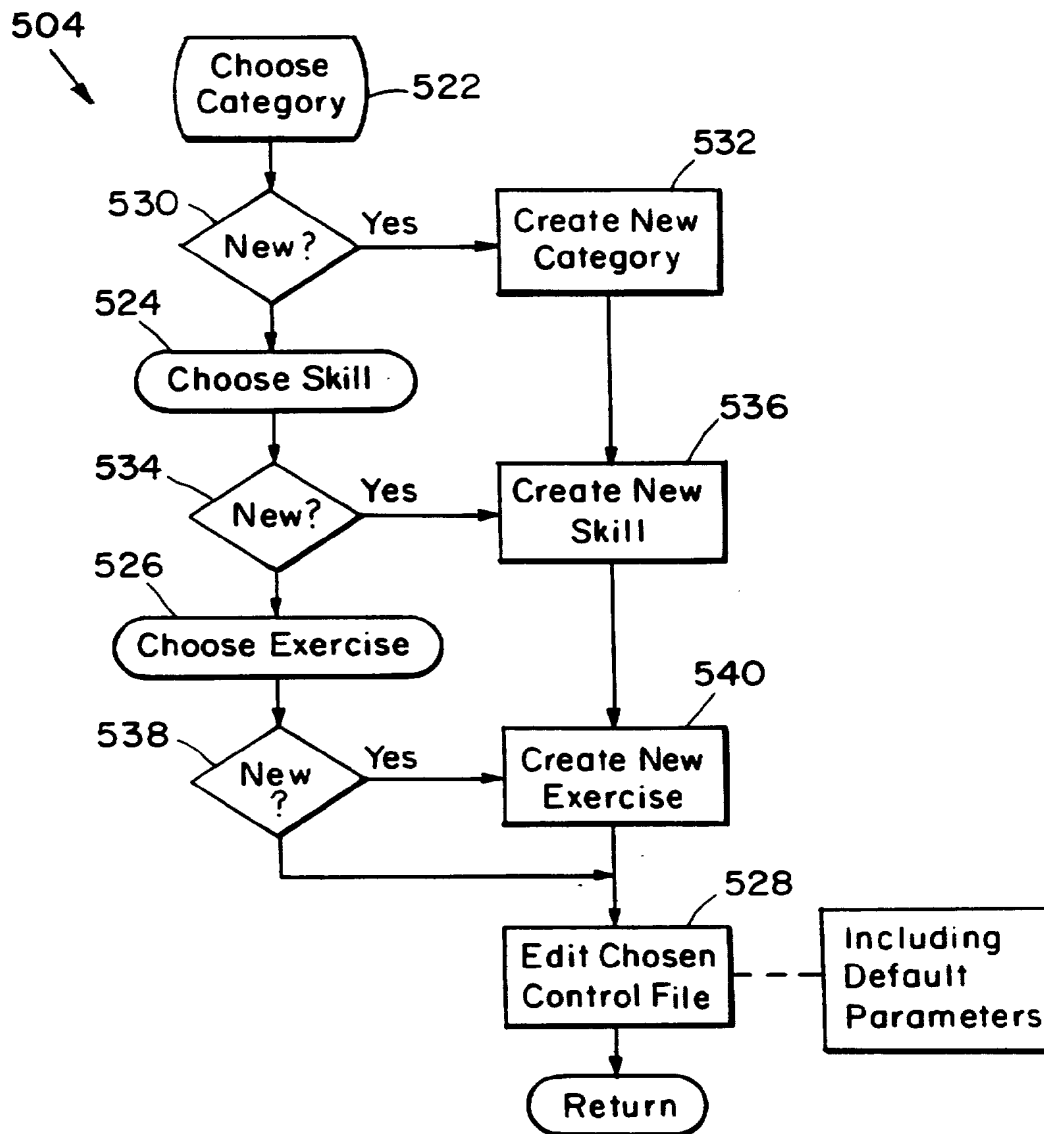 504
Choose
Category
522
530
New?
Yes
532
Create New
Category
524
Choose Skill
534
New?
Yes
536
Create New
Skill
526
Choose Exercise
538
New
?
Yes
540
Create New
Exercise
528
Edit Chosen
Control File
Including
Default
Parameters
Return